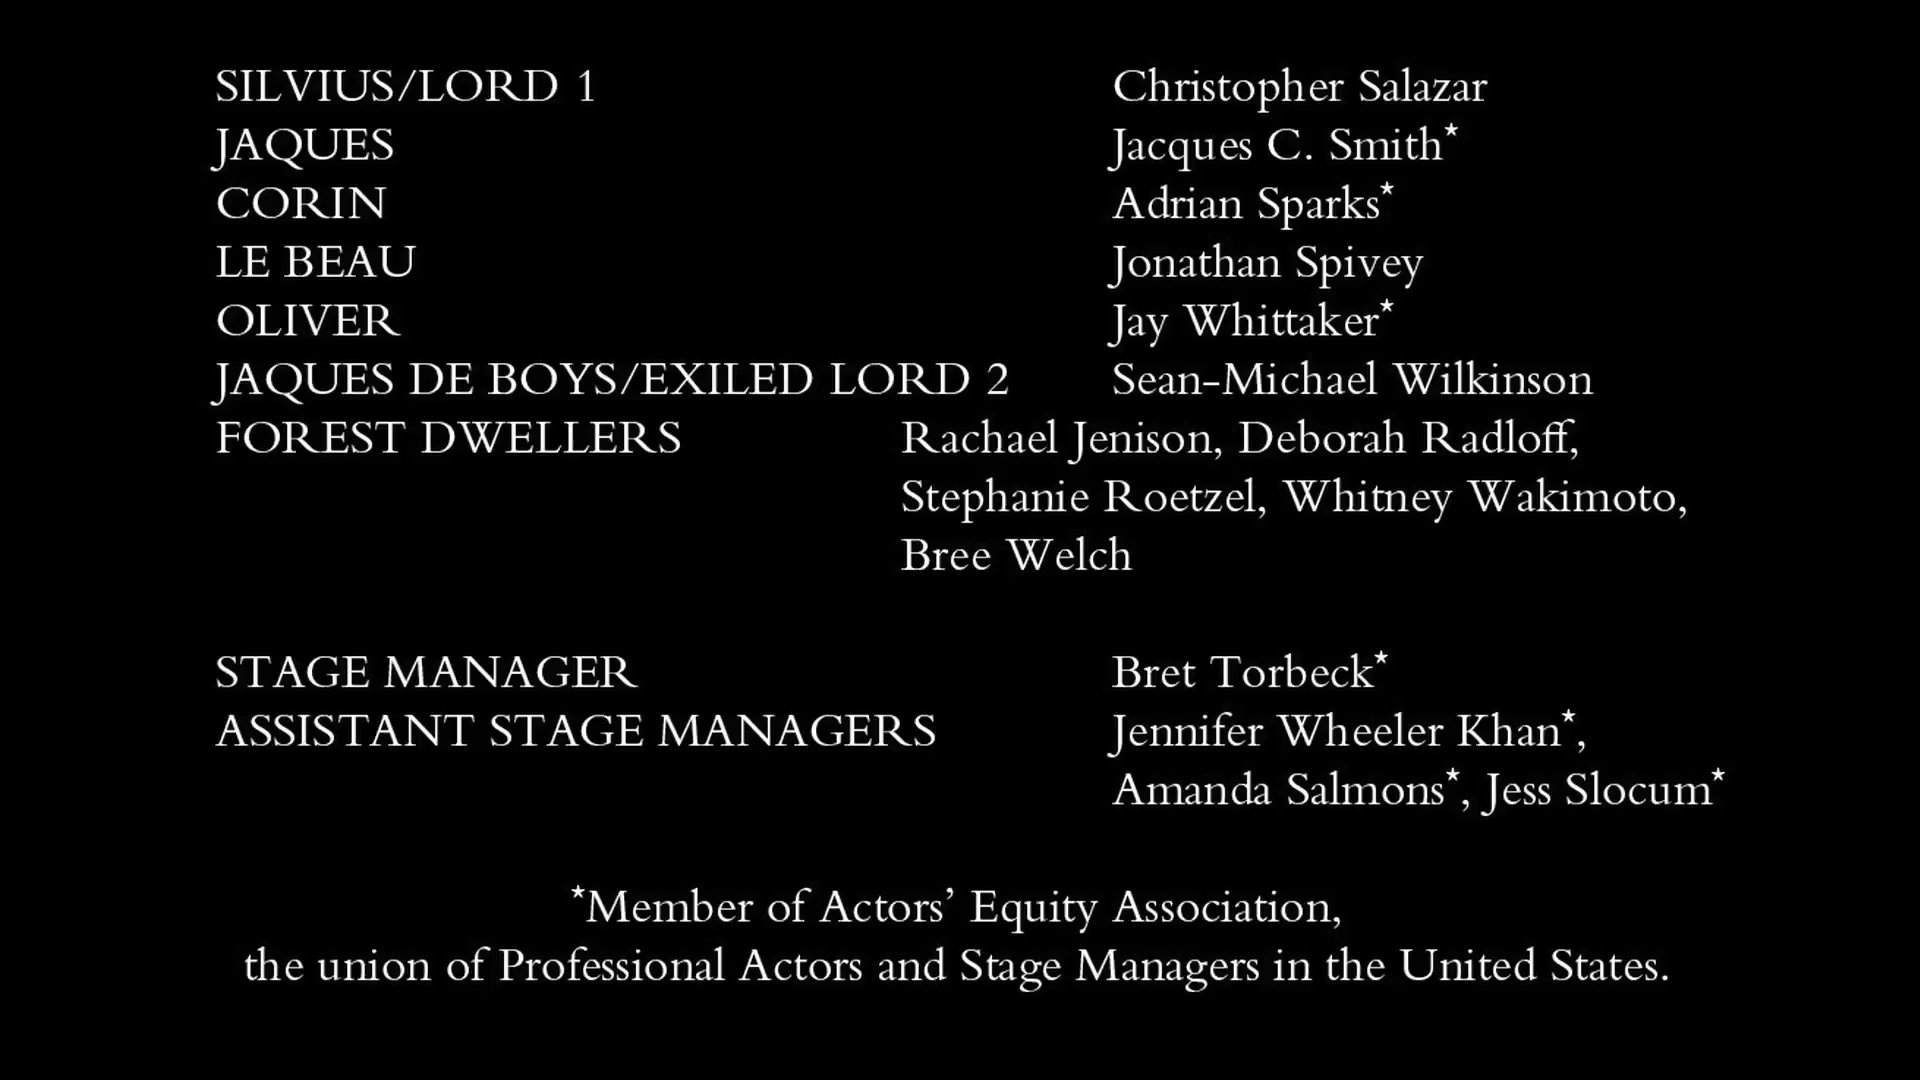 SILVIUS/LORD 1 Christopher Salazar
JAQUES Jacques C. Smith*
CORIN Adrian Sparks*
LE BEAU Jonathan Spivey
OLIVER Jay Whittaker*
JAQUES DE BOYS/EXILED LORD 2 Sean-Michael Wilkinson
FOREST DWELLERS Rachael Jenison, Deborah Radloff,
Stephanie Roetzel, Whitney Wakimoto,
Bree Welch
STAGE MANAGER Bret Torbeck*
ASSISTANT STAGE MANAGERS Jennifer Wheeler Khan*,
Amanda Salmons*, Jess Slocum*
*Member of Actors’ Equity Association,
the union of Professional Actors and Stage Managers in the United States.